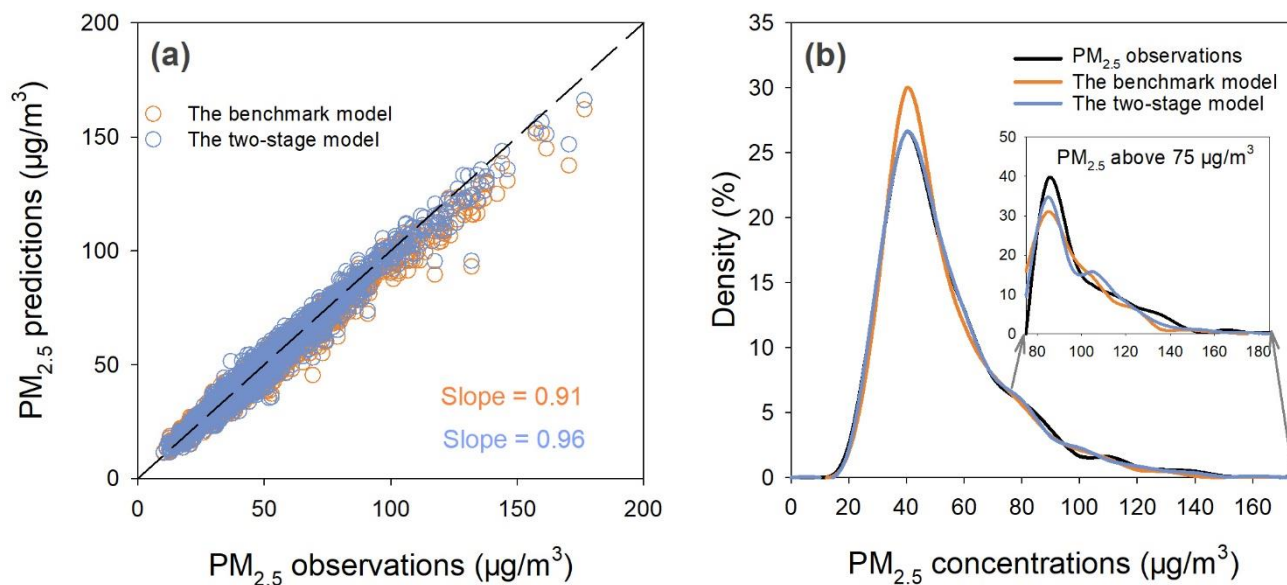 (a)
The benchmark model
The two-stage model
Slope = 0.91
Slope = 0.96
200
150
100
50
0
0 50 100 150 200
PM2.5 predictions (µg/m³)
PM2.5 observations (µg/m³)
(b)
PM2.5 observations
The benchmark model
The two-stage model
35
30
25
20
15
10
5
0
0 20 40 60 80 100 120 140 160
Density (%)
PM2.5 concentrations (µg/m³)
PM2.5 above 75 µg/m³
50
40
30
20
10
0
80 100 120 140 160 180